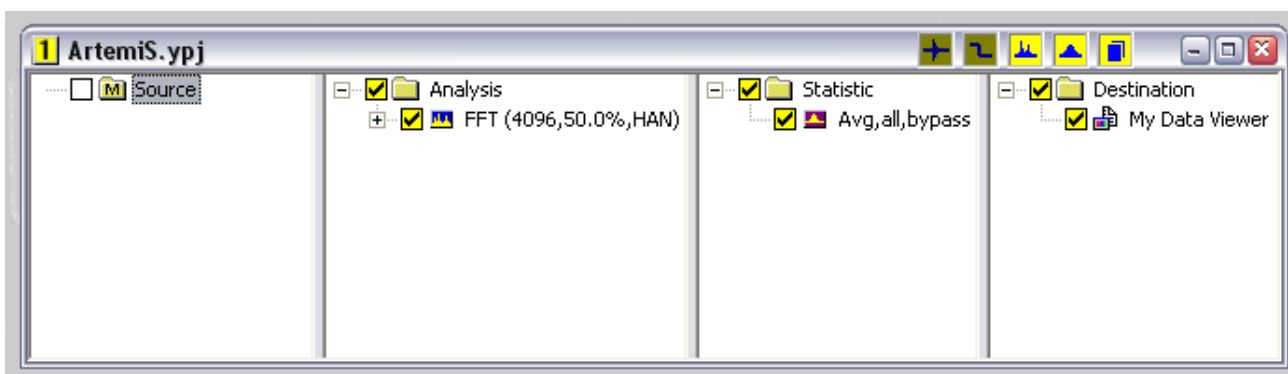 1 ArtemiS.ypj
M Source
Analysis
FFT (4096,50.0%,HAN)
Statistic
Avg,all,bypass
Destination
My Data Viewer